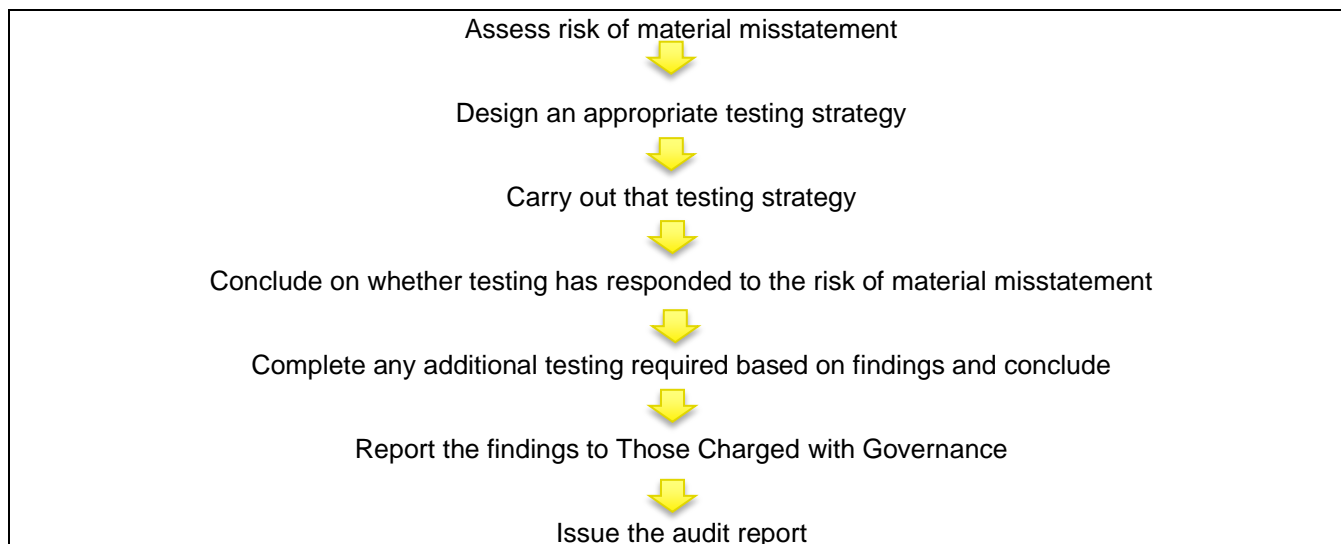 Assess risk of material misstatement
Design an appropriate testing strategy
Carry out that testing strategy
Conclude on whether testing has responded to the risk of material misstatement
Complete any additional testing required based on findings and conclude
Report the findings to Those Charged with Governance
Issue the audit report